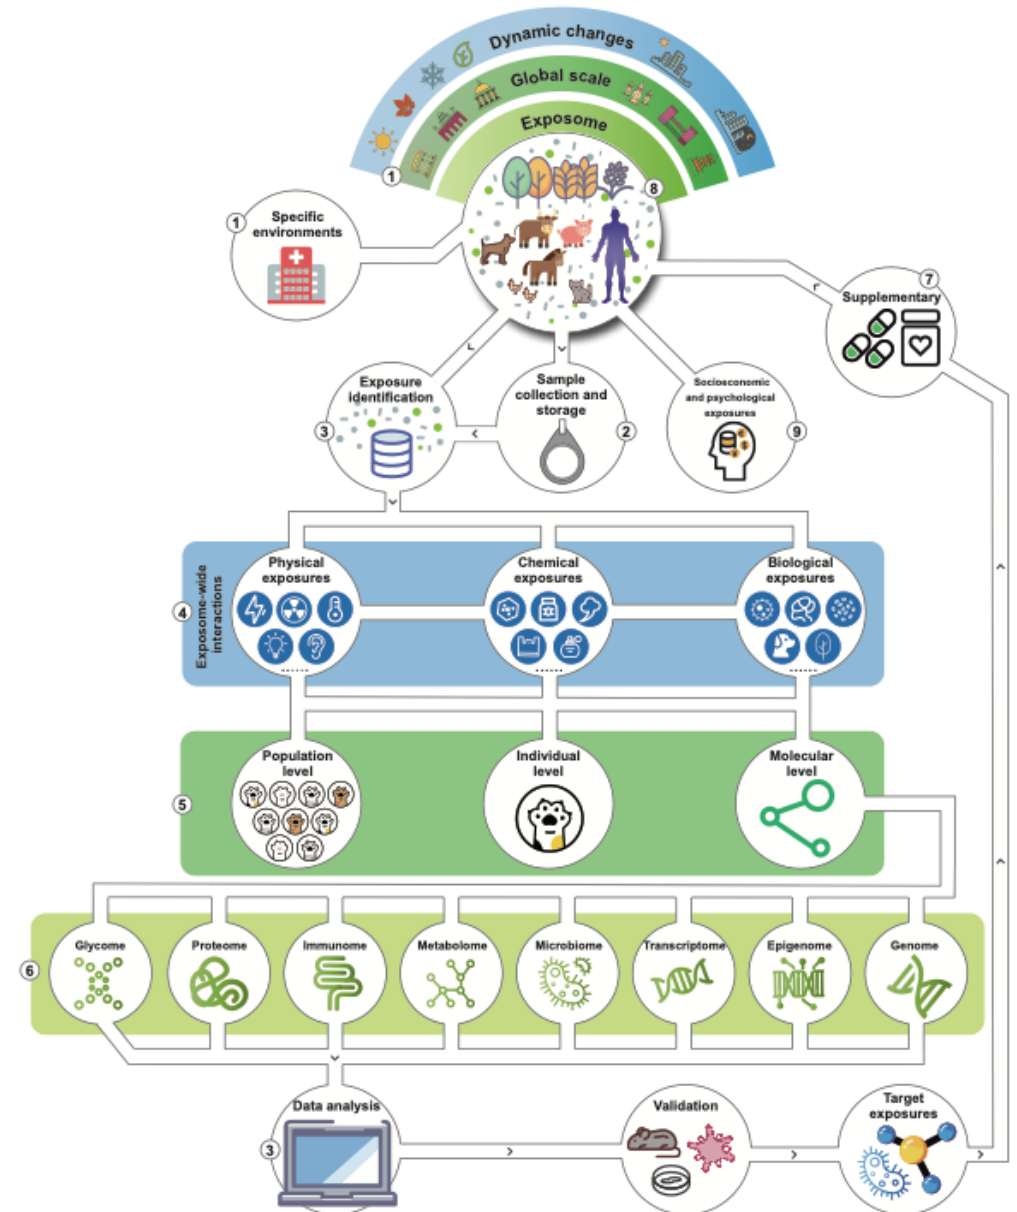 Dynamic changes
Global scale
Exposome
1
8
1
Specific
environments
7
Supplementary
Exposure
identification
3
Sample
collection and
storage
2
Socioeconomic
and psychological
exposures
9
4
Exposome-wide
interactions
Physical
exposures
Chemical
exposures
Biological
exposures
5
Population
level
Individual
level
Molecular
level
6
Glycome
Proteome
Immunome
Metabolome
Microbiome
Transcriptome
Epigenome
Genome
3
Data analysis
Validation
Target
exposures